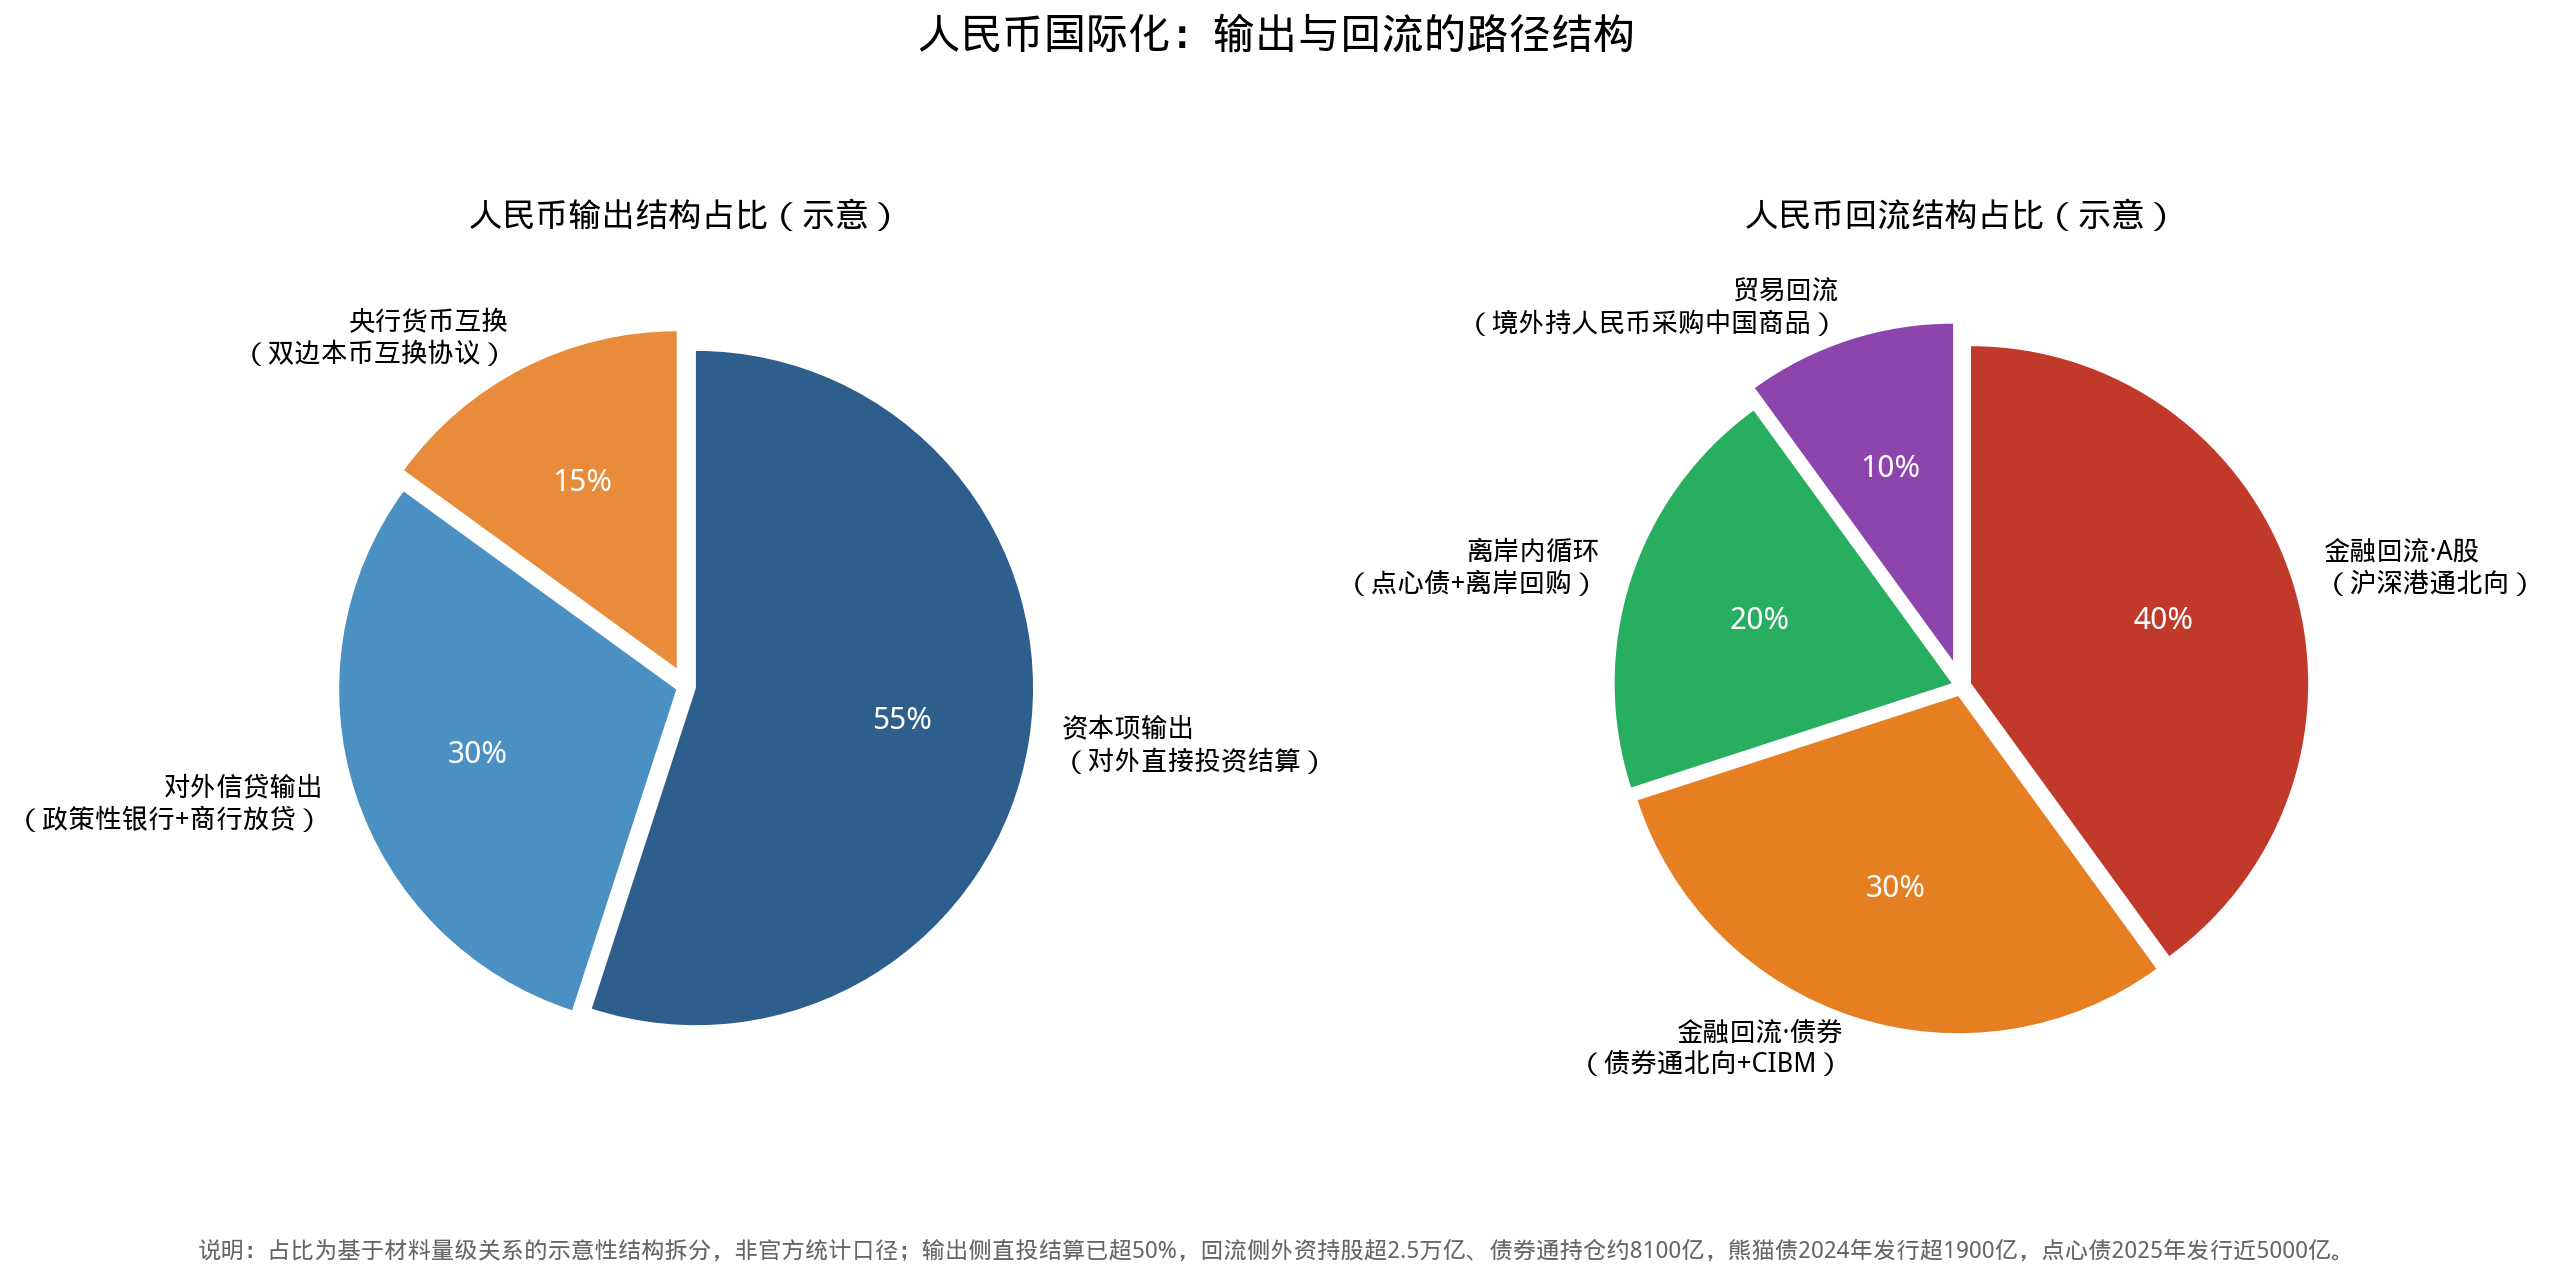 人民币国际化：输出与回流的路径结构
人民币输出结构占比（示意）
央行货币互换
（双边本币互换协议）
15%
30%
55%
对外信贷输出
（政策性银行+商行放贷）
资本项输出
（对外直接投资结算）
人民币回流结构占比（示意）
贸易回流
（境外持人民币采购中国商品）
10%
离岸内循环
（点心债+离岸回购）
20%
40%
金融回流·A股
（沪深港通北向）
30%
金融回流·债券
（债券通北向+CIBM）
说明：占比为基于材料量级关系的示意性结构拆分，非官方统计口径；输出侧直投结算已超50%，回流侧外资持股超2.5万亿、债券通持仓约8100亿，熊猫债2024年发行超1900亿，点心债2025年发行近5000亿。